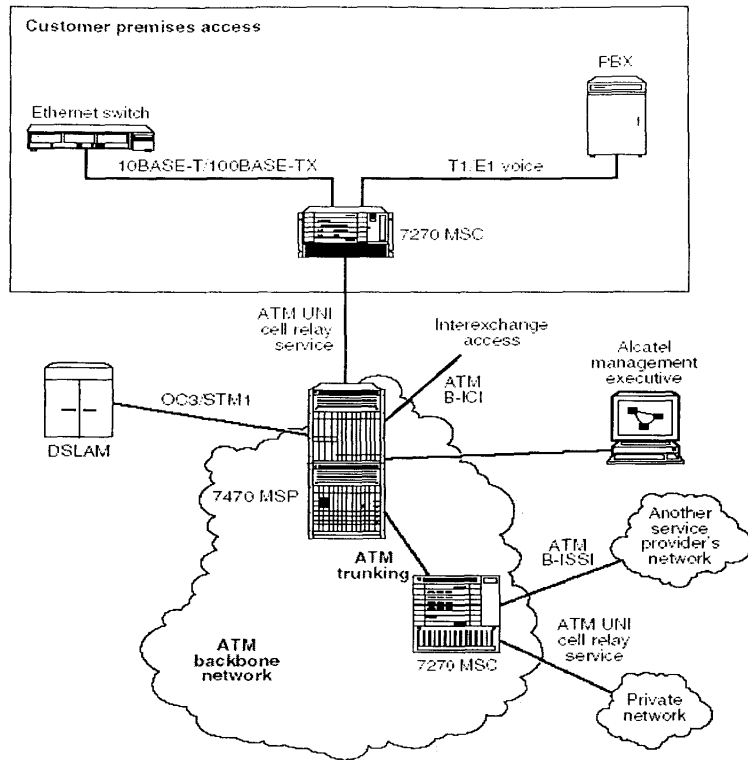 Customer premises access
PBX
Ethernet switch
10BASE-T/100BASE-TX
T1/E1 voice
7270 MSC
ATM UNI
cell relay
service
Interexchange
access
Alcatel
management
executive
ATM
B-ICI
OC3/STM1
DSLAM
7470 MSP
Another
service
provider's
network
ATM
B-ISSI
ATM
trunking
ATM UNI
cell relay
service
ATM
backbone
network
7270 MSC
Private
network